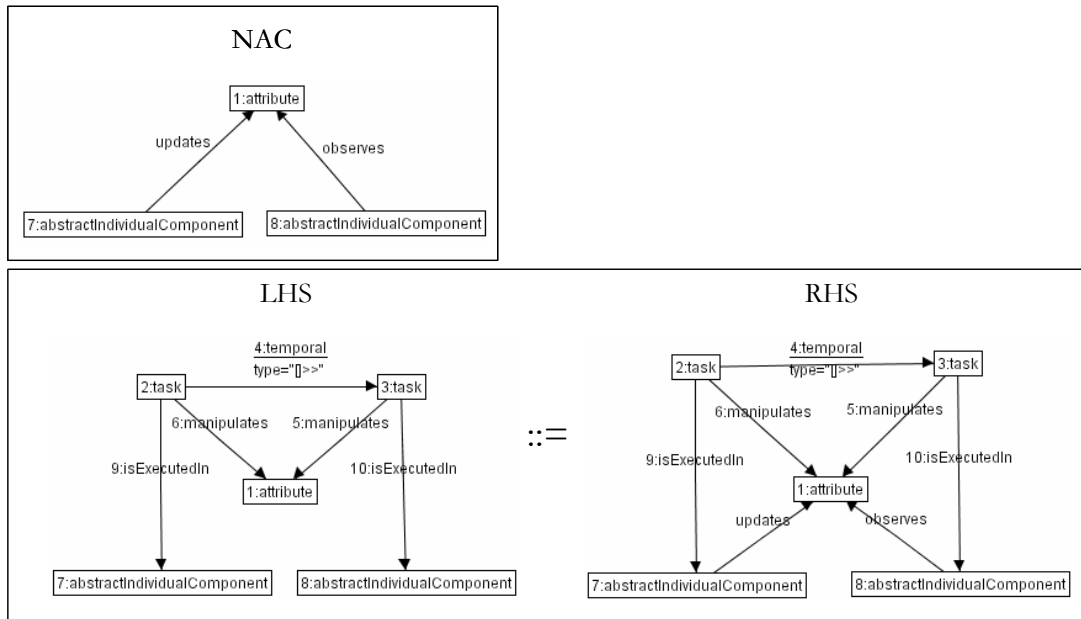 NAC
1:attribute
updates
observes
7:abstractIndividualComponent
8:abstractIndividualComponent
LHS
4:temporal
type="[]>>"
2:task
3:task
6:manipulates
5:manipulates
9:isExecutedIn
10:isExecutedIn
1:attribute
7:abstractIndividualComponent
8:abstractIndividualComponent
::=
RHS
4:temporal
type="[]>>"
2:task
3:task
6:manipulates
5:manipulates
9:isExecutedIn
10:isExecutedIn
1:attribute
updates
observes
7:abstractIndividualComponent
8:abstractIndividualComponent